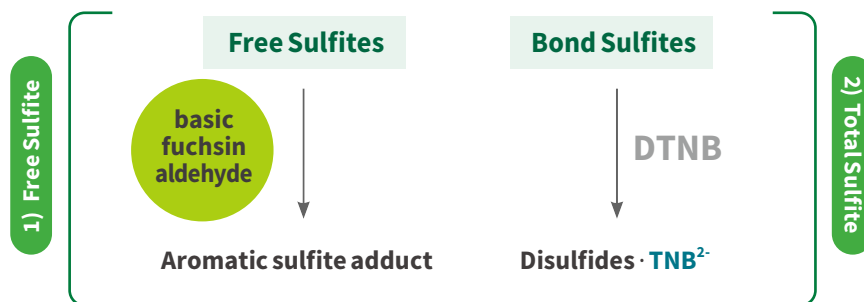 1) Free Sulfite
Free Sulfites
Bond Sulfites
basic
fuchsin
aldehyde
DTNB
Aromatic sulfite adduct
Disulfides · TNB²⁻
2) Total Sulfite